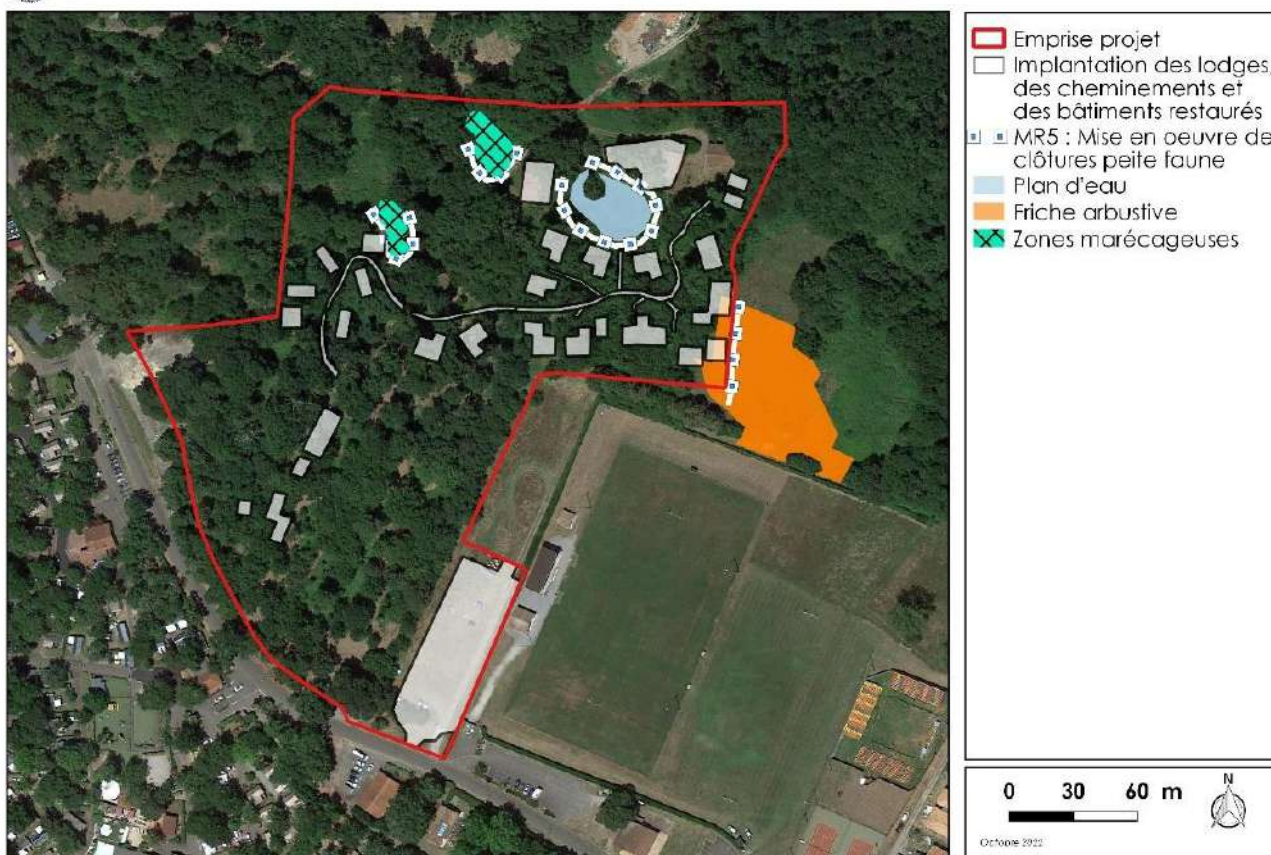 Emprise projet
Implantation des lodges,
des cheminements et
des bâtiments restaurés
MR5 : Mise en oeuvre de
clôtures peite faune
Plan d'eau
Friche arbustive
Zones marécageuses
0 30 60 m
N
Octobre 2022